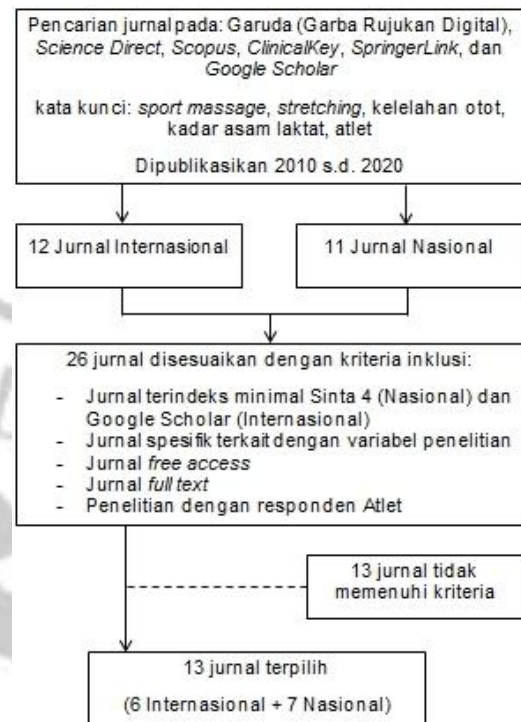 Pencarian jurnal pada: Garuda (Garba Rujukan Digital),
Science Direct, Scopus, ClinicalKey, SpringerLink, dan
Google Scholar
kata kunci: sport massage, stretching, kelelahan otot,
kadar asam laktat, atlet
Dipublikasikan 2010 s.d. 2020
12 Jurnal Internasional
11 Jurnal Nasional
26 jurnal disesuaikan dengan kriteria inklusi:
- Jurnal terindeks minimal Sinta 4 (Nasional) dan
Google Scholar (Internasional)
- Jurnal spesifik terkait dengan variabel penelitian
- Jurnal free access
- Jurnal full text
- Penelitian dengan responden Atlet
13 jurnal tidak
memenuhi kriteria
13 jurnal terpilih
(6 Internasional + 7 Nasional)